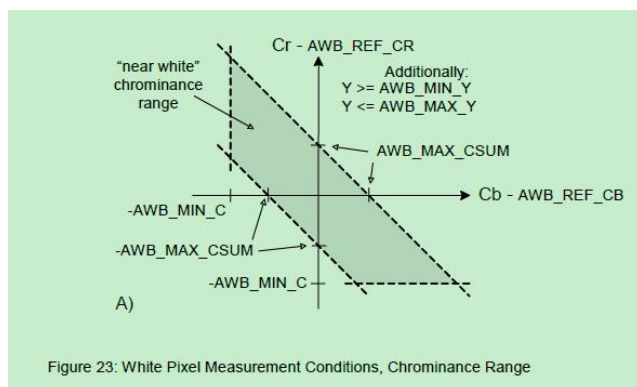 Cr - AWB_REF_CR
“near white”
chrominance
range
Additionally:
Y >= AWB_MIN_Y
Y <= AWB_MAX_Y
AWB_MAX_CSUM
Cb - AWB_REF_CB
-AWB_MIN_C
-AWB_MAX_CSUM
-AWB_MIN_C
A)
Figure 23: White Pixel Measurement Conditions, Chrominance Range